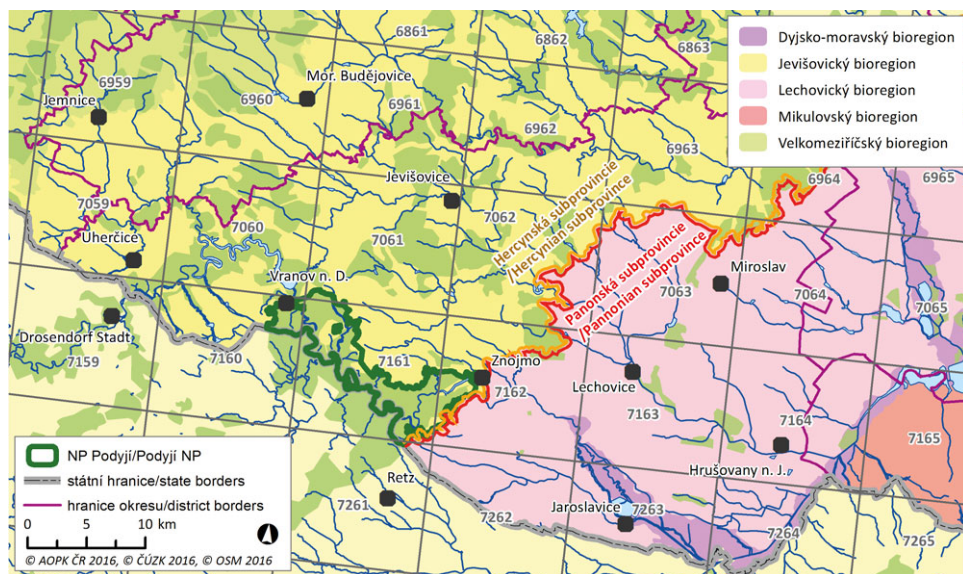 6861
6862
6863
6959
Mor. Budějovice
Jemnice
6960
6961
6962
6963
6964
6965
Jevišovice
7059
7060
7061
7062
Uherčice
Hercynská subprovincie
/Hercynian subprovince
Panonská subprovincie
/Pannonian subprovince
Miroslav
7063
7064
7065
Vranov n. D.
Drosendorf Stadt
7159
7160
7161
Znojmo
7162
Lechovice
7163
7164
7165
Hrušovany n. J.
Retz
7261
7262
Jaroslavice
7263
7264
7265
Dyjsko-moravský bioregion
Jevišovický bioregion
Lechovický bioregion
Mikulovský bioregion
Velkomeziříčský bioregion
NP Podyjí/Podyjí NP
státní hranice/state borders
hranice okresu/district borders
0 5 10 km
© AOPK ČR 2016, © ČÚZK 2016, © OSM 2016